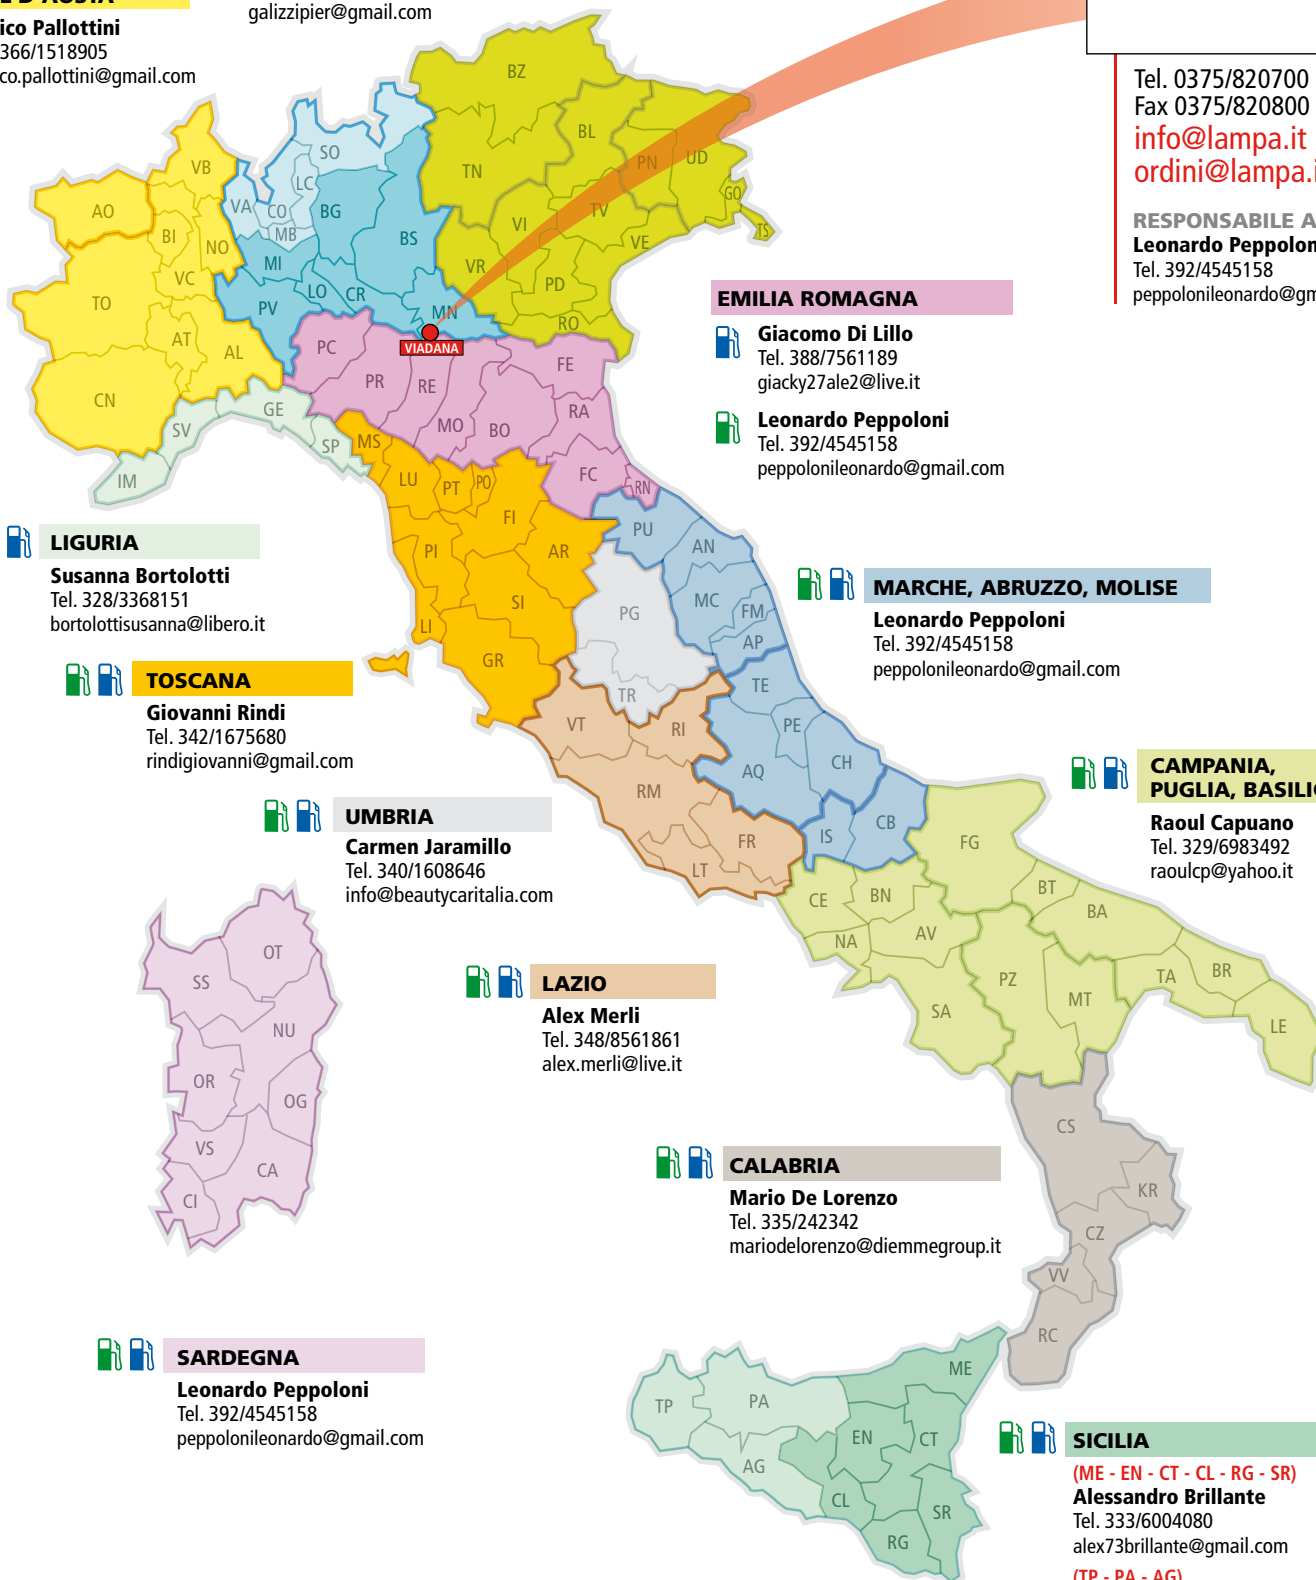 galizzipier@gmail.com
ico Pallottini
366/1518905
co.pallottini@gmail.com
Tel. 0375/820700
Fax 0375/820800
info@lampa.it
ordini@lampa.i
RESPONSABILE A
Leonardo Peppolon
Tel. 392/4545158
peppolonileonardo@gm
EMILIA ROMAGNA
Giacomo Di Lillo
Tel. 388/7561189
giacky27ale2@live.it
Leonardo Peppoloni
Tel. 392/4545158
peppolonileonardo@gmail.com
LIGURIA
Susanna Bortolotti
Tel. 328/3368151
bortolottisusanna@libero.it
MARCHE, ABRUZZO, MOLISE
Leonardo Peppoloni
Tel. 392/4545158
peppolonileonardo@gmail.com
TOSCANA
Giovanni Rindi
Tel. 342/1675680
rindigiovanni@gmail.com
CAMPANIA,
PUGLIA, BASILI
Raoul Capuano
Tel. 329/6983492
raoulcp@yahoo.it
UMBRIA
Carmen Jaramillo
Tel. 340/1608646
info@beautycaritalia.com
LAZIO
Alex Merli
Tel. 348/8561861
alex.merli@live.it
CALABRIA
Mario De Lorenzo
Tel. 335/242342
mariodelorenzo@diemmegroup.it
SARDEGNA
Leonardo Peppoloni
Tel. 392/4545158
peppolonileonardo@gmail.com
SICILIA
(ME - EN - CT - CL - RG - SR)
Alessandro Brillante
Tel. 333/6004080
alex73brillante@gmail.com
(TP - PA - AG)
BZ
BL
TN
PN
UD
GO
TS
TV
VI
VE
VR
PD
RO
VB
AO
BI
NO
VC
TO
AT
AL
CN
SO
LC
VA
CO
MB
BG
BS
MI
LO
CR
PV
MN
VIADANA
PC
PR
RE
MO
BO
FE
RA
FC
RN
GE
SV
SP
IM
MS
LU
PT
PO
FI
PI
AR
SI
LI
GR
PG
TR
PU
AN
MC
FM
AP
TE
PE
AQ
CH
IS
CB
VT
RI
RM
FR
LT
FG
BT
BA
CE
BN
NA
AV
SA
PZ
MT
TA
BR
LE
OT
SS
NU
OR
OG
VS
CA
CI
CS
KR
CZ
VV
RC
ME
TP
PA
EN
CT
AG
CL
SR
RG